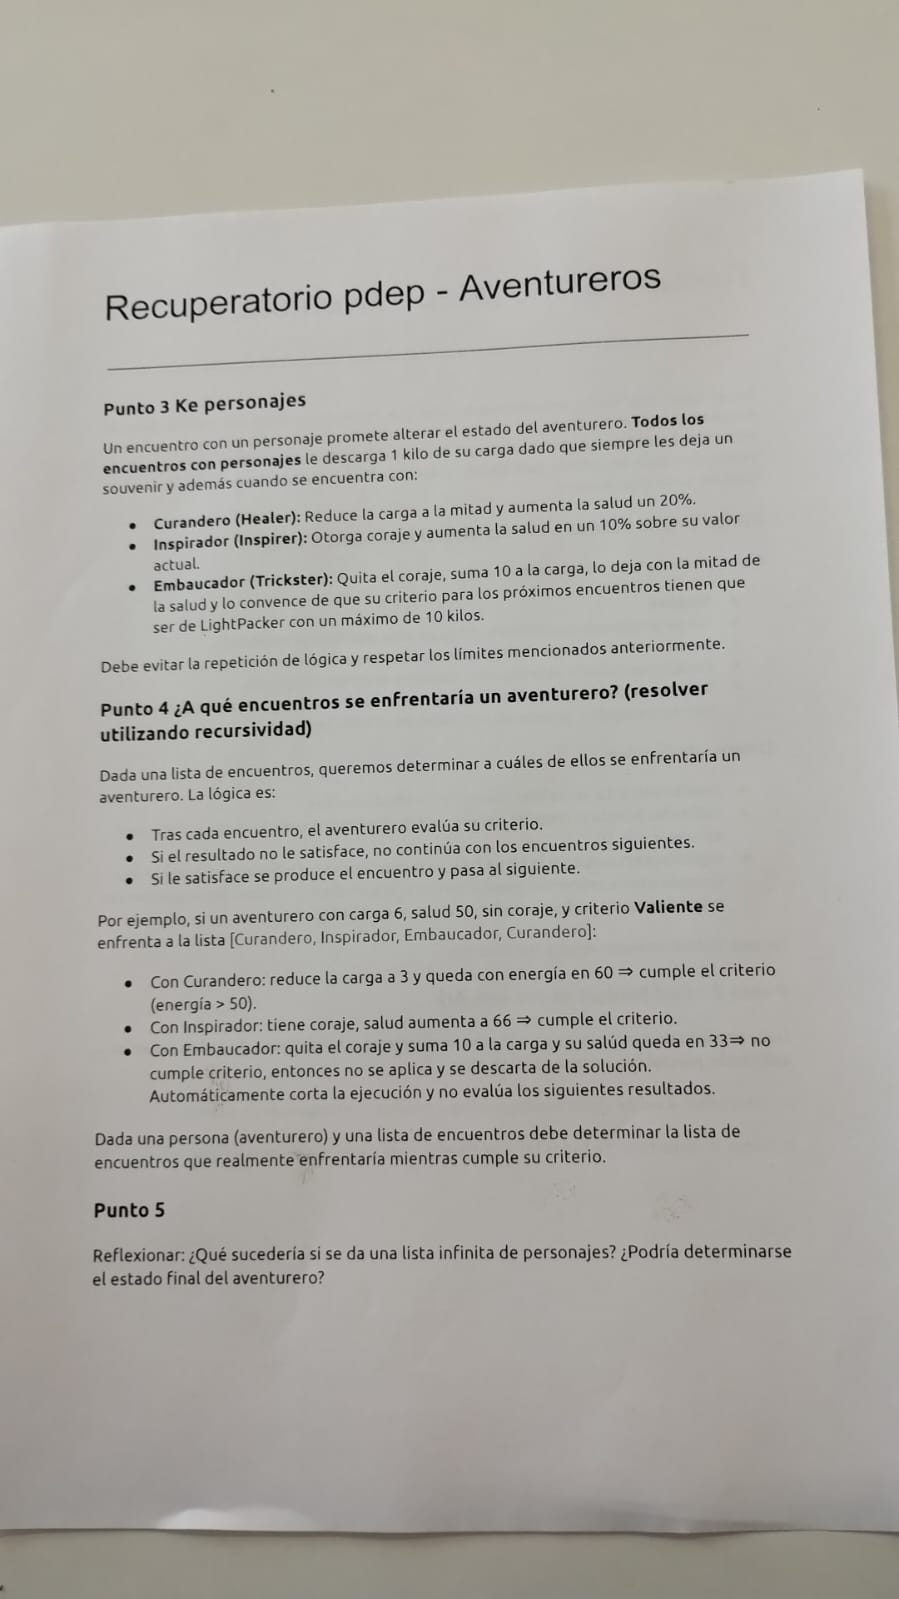 Recuperatorio pdep - Aventureros
Punto 3 Ke personajes
Un encuentro con un personaje promete alterar el estado del aventurero. Todos los
encuentros con personajes le descarga 1 kilo de su carga dado que siempre les deja un
souvenir y además cuando se encuentra con:
• Curandero (Healer): Reduce la carga a la mitad y aumenta la salud un 20%.
• Inspirador (Inspirer): Otorga coraje y aumenta la salud en un 10% sobre su valor
actual.
• Embaucador (Trickster): Quita el coraje, suma 10 a la carga, lo deja con la mitad de
la salud y lo convence de que su criterio para los próximos encuentros tienen que
ser de LightPacker con un máximo de 10 kilos.
Debe evitar la repetición de lógica y respetar los límites mencionados anteriormente.
Punto 4 ¿A qué encuentros se enfrentaría un aventurero? (resolver
utilizando recursividad)
Dada una lista de encuentros, queremos determinar a cuáles de ellos se enfrentaría un
aventurero. La lógica es:
• Tras cada encuentro, el aventurero evalúa su criterio.
• Si el resultado no le satisface, no continúa con los encuentros siguientes.
• Si le satisface se produce el encuentro y pasa al siguiente.
Por ejemplo, si un aventurero con carga 6, salud 50, sin coraje, y criterio Valiente se
enfrenta a la lista [Curandero, Inspirador, Embaucador, Curandero]:
• Con Curandero: reduce la carga a 3 y queda con energía en 60 ⇒ cumple el criterio
(energía > 50).
• Con Inspirador: tiene coraje, salud aumenta a 66 ⇒ cumple el criterio.
• Con Embaucador: quita el coraje y suma 10 a la carga y su salúd queda en 33⇒ no
cumple criterio, entonces no se aplica y se descarta de la solución.
Automáticamente corta la ejecución y no evalúa los siguientes resultados.
Dada una persona (aventurero) y una lista de encuentros debe determinar la lista de
encuentros que realmente enfrentaría mientras cumple su criterio.
Punto 5
Reflexionar: ¿Qué sucedería si se da una lista infinita de personajes? ¿Podría determinarse
el estado final del aventurero?